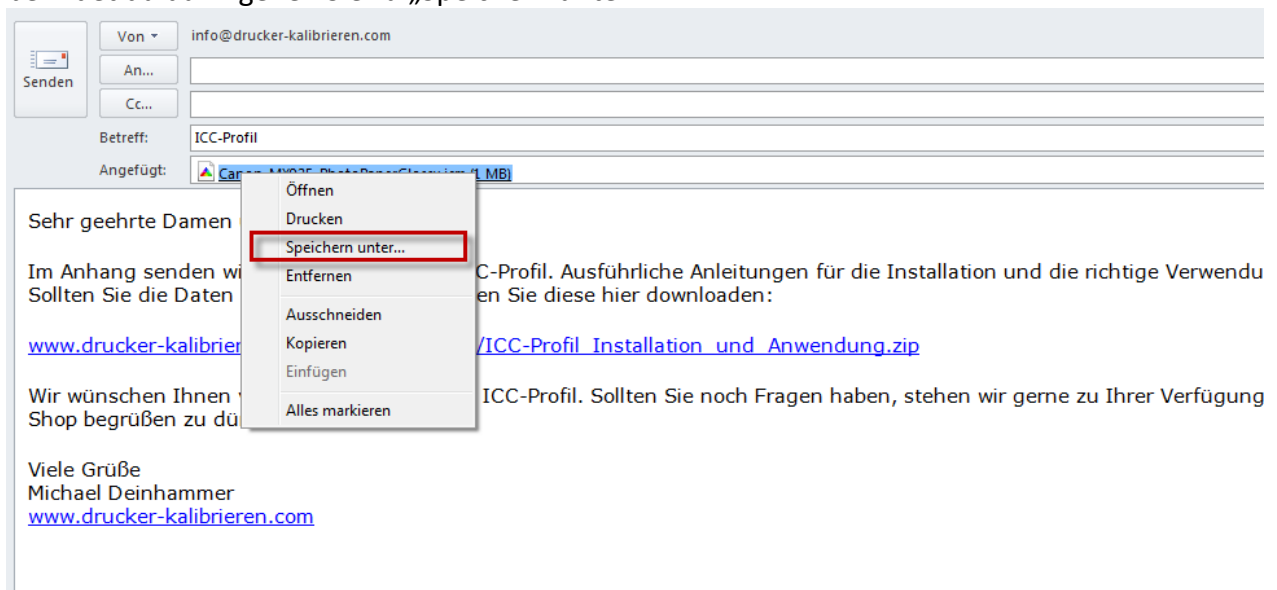 „Speichern unter
Von
info@drucker-kalibrieren.com
Senden
An...
Cc...
Betreff:
ICC-Profil
Angefügt:
(1 MB)
Öffnen
Drucken
Speichern unter...
Entfernen
Ausschneiden
Kopieren
Einfügen
Alles markieren
Sehr geehrte Damen
Im Anhang senden C-Profil. Ausführliche Anleitungen für die Installation und die richtige Verwendu
Sollten Sie die Daten en Sie diese hier downloaden:
www.drucker-kalibrier /ICC-Profil_Installation_und_Anwendung.zip
Wir wünschen Ihnen ICC-Profil. Sollten Sie noch Fragen haben, stehen wir gerne zu Ihrer Verfügung
Shop begrüßen zu dü
Viele Grüße
Michael Deinhammer
www.drucker-kalibrieren.com